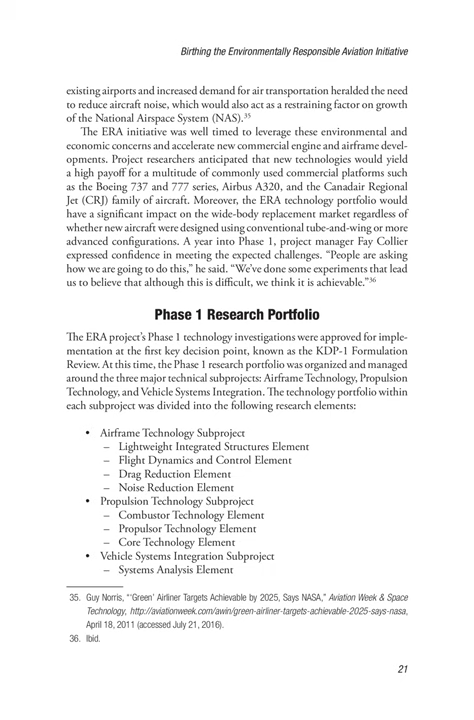 Birthing the Environmentally Responsible Aviation Initiative
existing airports and increased demand for air transportation heralded the need
to reduce aircraft noise, which would also act as a restraining factor on growth
of the National Airspace System (NAS).35
The ERA initiative was well timed to leverage these environmental and
economic concerns and accelerate new commercial engine and airframe devel-
opments. Project researchers anticipated that new technologies would yield
a high payoff for a multitude of commonly used commercial platforms such
as the Boeing 737 and 777 series, Airbus A320, and the Canadair Regional
Jet (CRJ) family of aircraft. Moreover, the ERA technology portfolio would
have a significant impact on the wide-body replacement market regardless of
whether new aircraft were designed using conventional tube-and-wing or more
advanced configurations. A year into Phase 1, project manager Fay Collier
expressed confidence in meeting the expected challenges. “People are asking
how we are going to do this,” he said. “We’ve done some experiments that lead
us to believe that although this is difficult, we think it is achievable.”36
Phase 1 Research Portfolio
The ERA project’s Phase 1 technology investigations were approved for imple-
mentation at the first key decision point, known as the KDP-1 Formulation
Review. At this time, the Phase 1 research portfolio was organized and managed
around the three major technical subprojects: Airframe Technology, Propulsion
Technology, and Vehicle Systems Integration. The technology portfolio within
each subproject was divided into the following research elements:
• Airframe Technology Subproject
– Lightweight Integrated Structures Element
– Flight Dynamics and Control Element
– Drag Reduction Element
– Noise Reduction Element
• Propulsion Technology Subproject
– Combustor Technology Element
– Propulsor Technology Element
– Core Technology Element
• Vehicle Systems Integration Subproject
– Systems Analysis Element
35. Guy Norris, “‘Green’ Airliner Targets Achievable by 2025, Says NASA,” Aviation Week & Space
Technology, http://aviationweek.com/awin/green-airliner-targets-achievable-2025-says-nasa,
April 18, 2011 (accessed July 21, 2016).
36. Ibid.
21